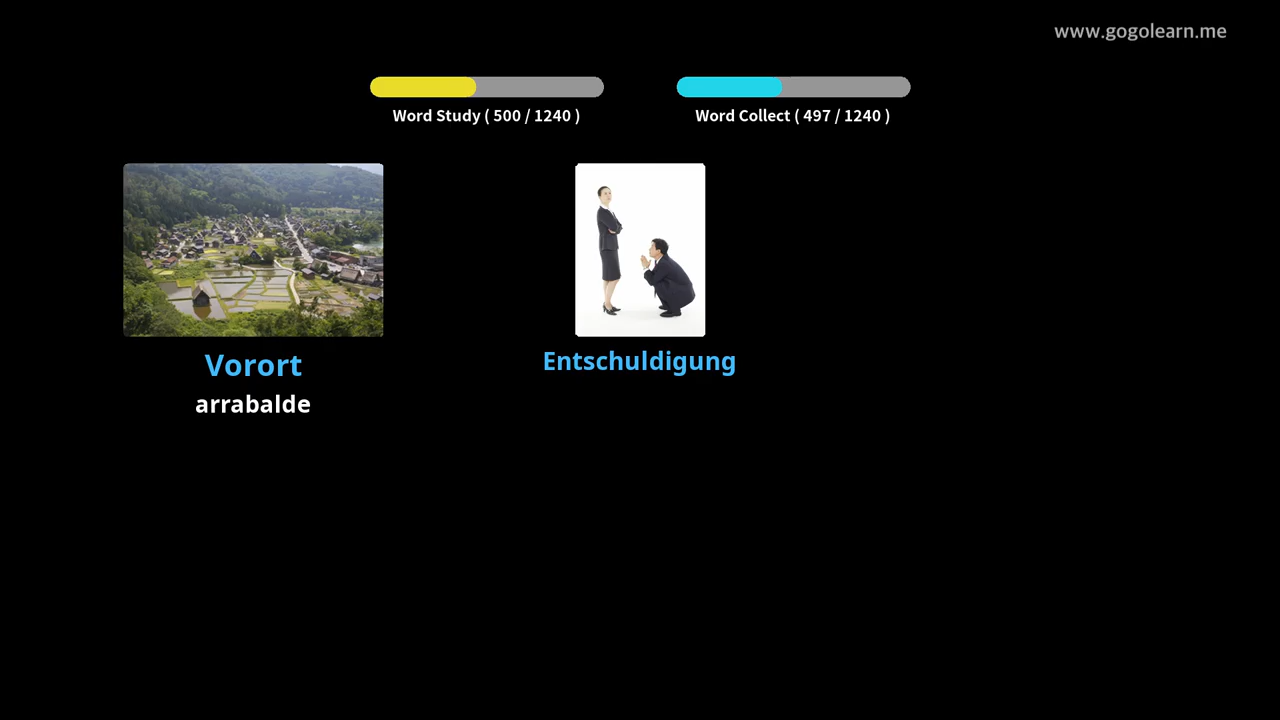 www.gogolearn.me
Word Study ( 500 / 1240 )
Word Collect ( 497 / 1240 )
Vorort
arrabalde
Entschuldigung